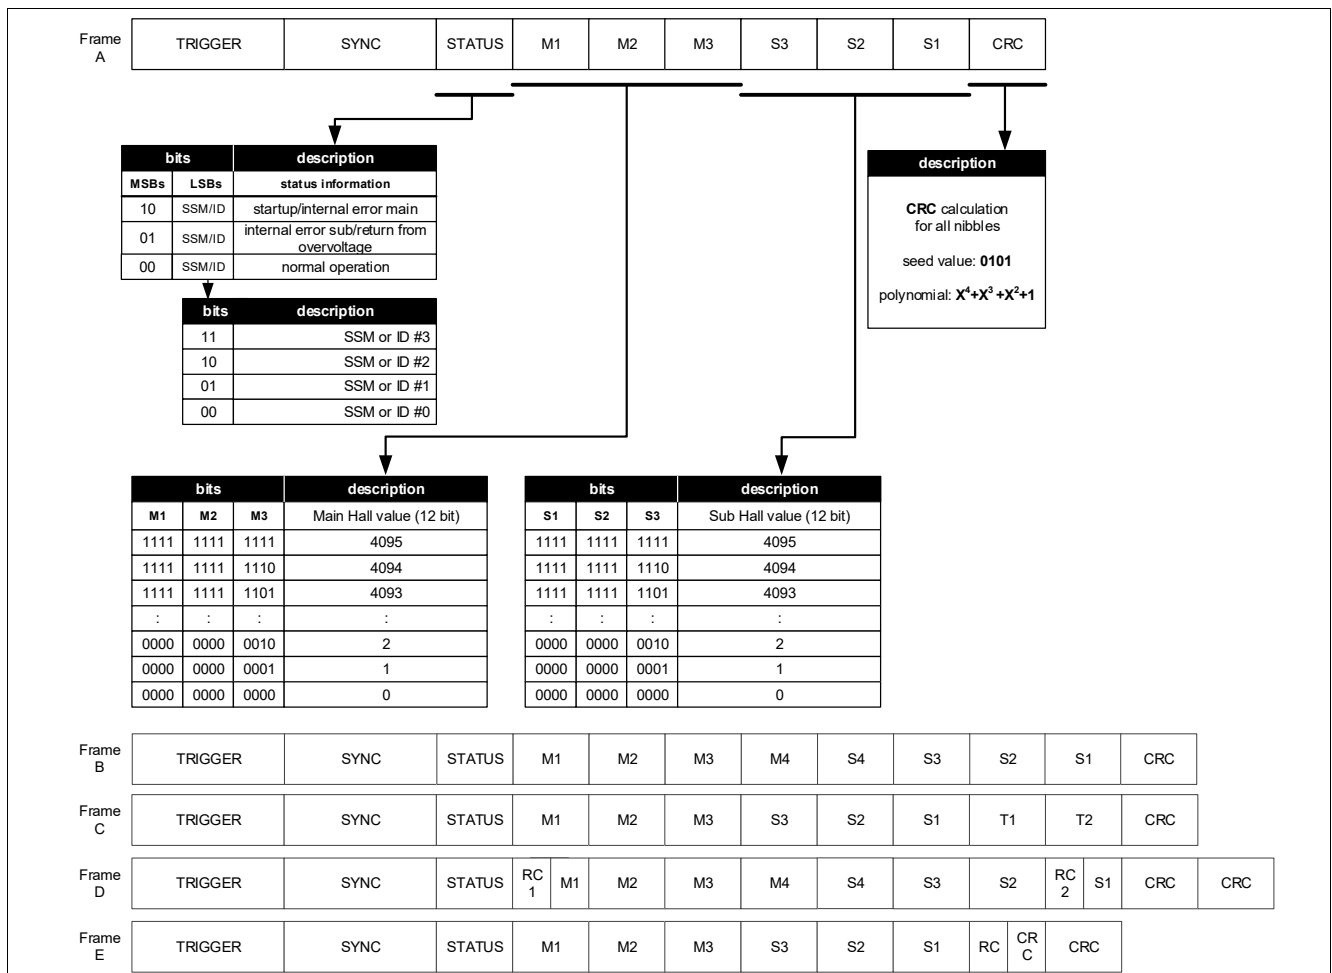 Frame
A
TRIGGER SYNC STATUS M1 M2 M3 S3 S2 S1 CRC
bits description
MSBs LSBs status information
10 SSM/ID startup/internal error main
01 SSM/ID internal error sub/return from
overvoltage
00 SSM/ID normal operation
bits description
11 SSM or ID #3
10 SSM or ID #2
01 SSM or ID #1
00 SSM or ID #0
description
CRC calculation
for all nibbles
seed value: 0101
polynomial: X⁴+X³+X²+1
bits description
M1 M2 M3 Main Hall value (12 bit)
1111 1111 1111 4095
1111 1111 1110 4094
1111 1111 1101 4093
: : : :
0000 0000 0010 2
0000 0000 0001 1
0000 0000 0000 0
bits description
S1 S2 S3 Sub Hall value (12 bit)
1111 1111 1111 4095
1111 1111 1110 4094
1111 1111 1101 4093
: : : :
0000 0000 0010 2
0000 0000 0001 1
0000 0000 0000 0
Frame
B
TRIGGER SYNC STATUS M1 M2 M3 M4 S4 S3 S2 S1 CRC
Frame
C
TRIGGER SYNC STATUS M1 M2 M3 S3 S2 S1 T1 T2 CRC
Frame
D
TRIGGER SYNC STATUS RC
1 M1 M2 M3 M4 S4 S3 S2 RC
2 S1 CRC CRC
Frame
E
TRIGGER SYNC STATUS M1 M2 M3 S3 S2 S1 RC CR
C CRC